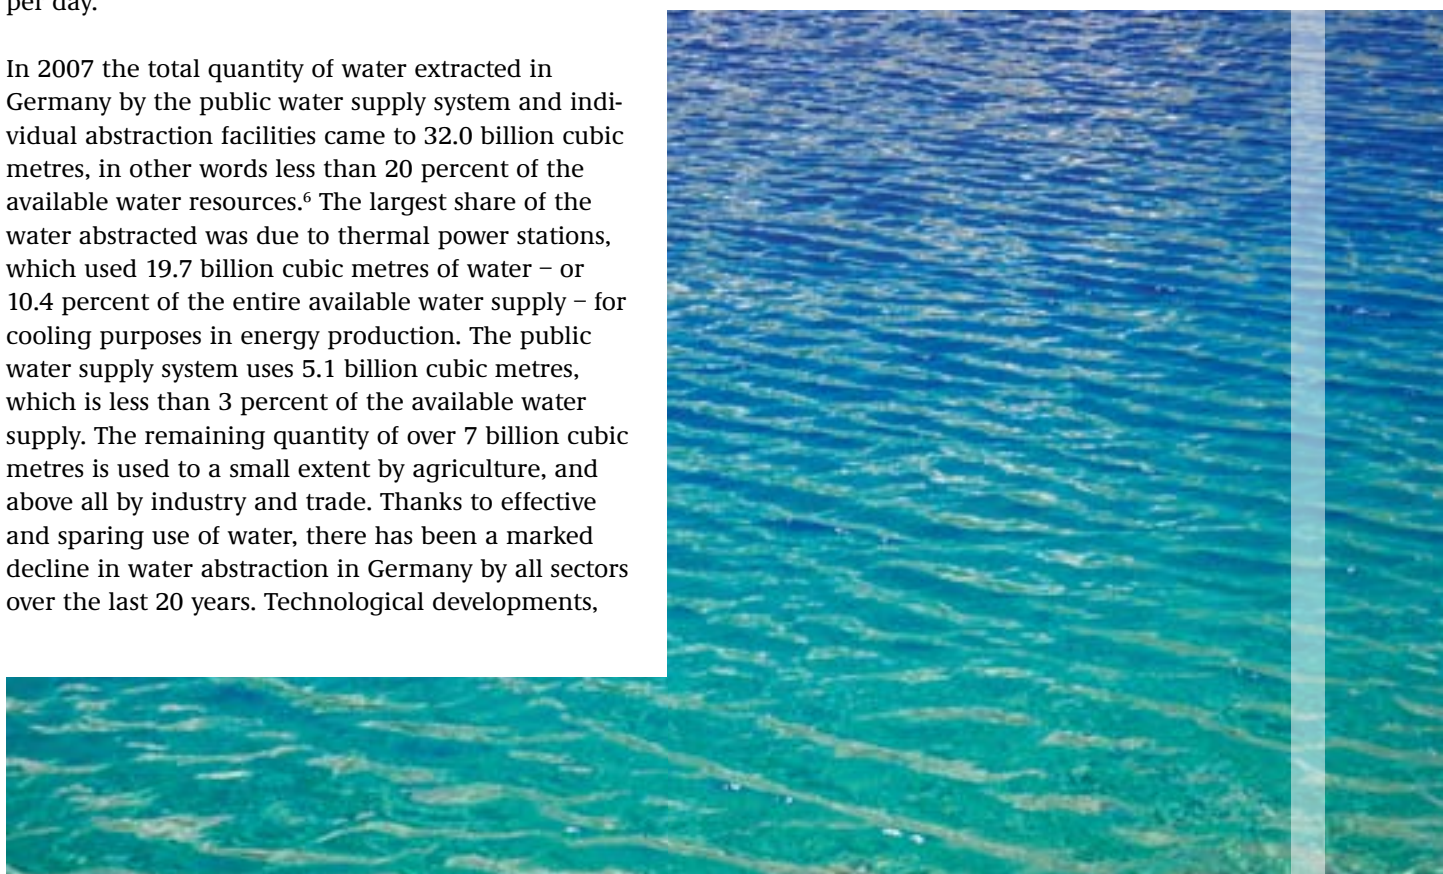 per day.
In 2007 the total quantity of water extracted in
Germany by the public water supply system and indi-
vidual abstraction facilities came to 32.0 billion cubic
metres, in other words less than 20 percent of the
available water resources.⁶ The largest share of the
water abstracted was due to thermal power stations,
which used 19.7 billion cubic metres of water – or
10.4 percent of the entire available water supply – for
cooling purposes in energy production. The public
water supply system uses 5.1 billion cubic metres,
which is less than 3 percent of the available water
supply. The remaining quantity of over 7 billion cubic
metres is used to a small extent by agriculture, and
above all by industry and trade. Thanks to effective
and sparing use of water, there has been a marked
decline in water abstraction in Germany by all sectors
over the last 20 years. Technological developments,